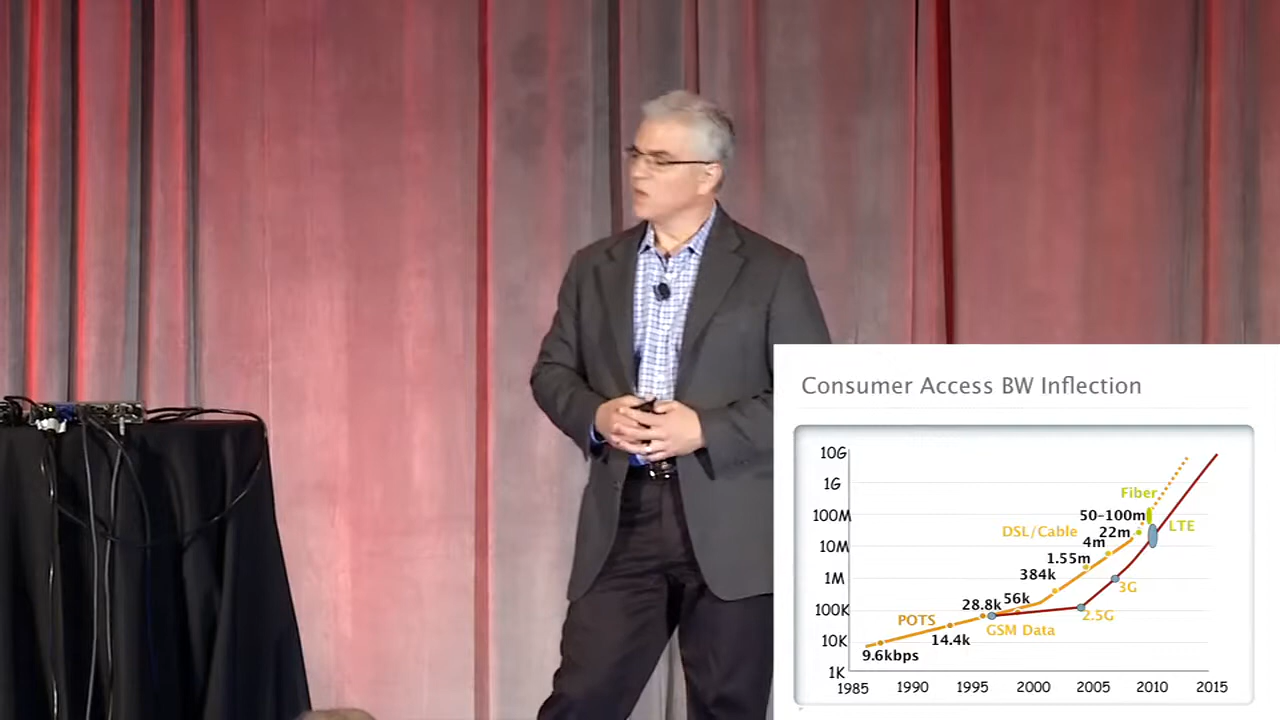 Consumer Access BW Inflection
10G
1G
100M
10M
1M
100K
10K
1K
Fiber
50-100m
LTE
DSL/Cable
22m
4m
1.55m
384k
3G
28.8k
56k
2.5G
POTS
GSM Data
14.4k
9.6kbps
1985 1990 1995 2000 2005 2010 2015